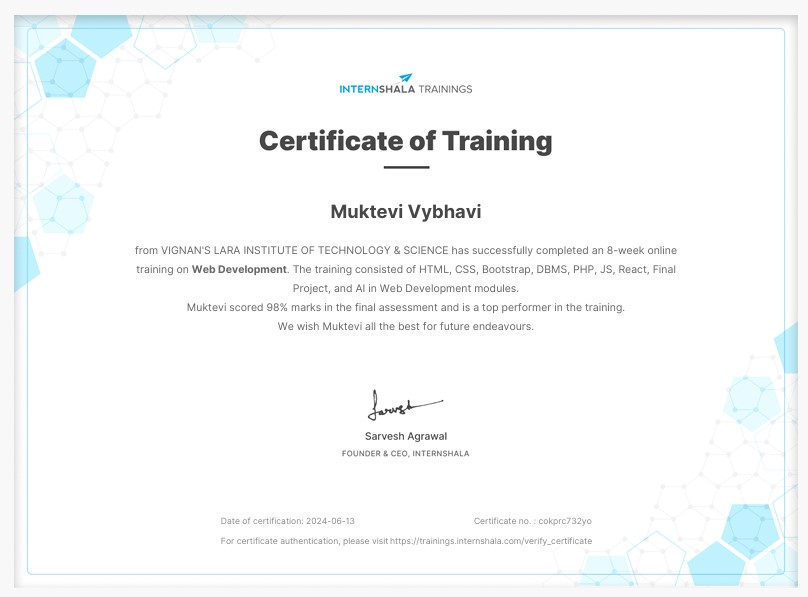 INTERNSHALA TRAININGS
Certificate of Training
Muktevi Vybhavi
from VIGNAN'S LARA INSTITUTE OF TECHNOLOGY & SCIENCE has successfully completed an 8-week online
training on Web Development. The training consisted of HTML, CSS, Bootstrap, DBMS, PHP, JS, React, Final
Project, and AI in Web Development modules.
Muktevi scored 98% marks in the final assessment and is a top performer in the training.
We wish Muktevi all the best for future endeavours.
Sarvesh
Sarvesh Agrawal
FOUNDER & CEO, INTERNSHALA
Date of certification: 2024-06-13 Certificate no. : cokprc732yo
For certificate authentication, please visit https://trainings.internshala.com/verify_certificate